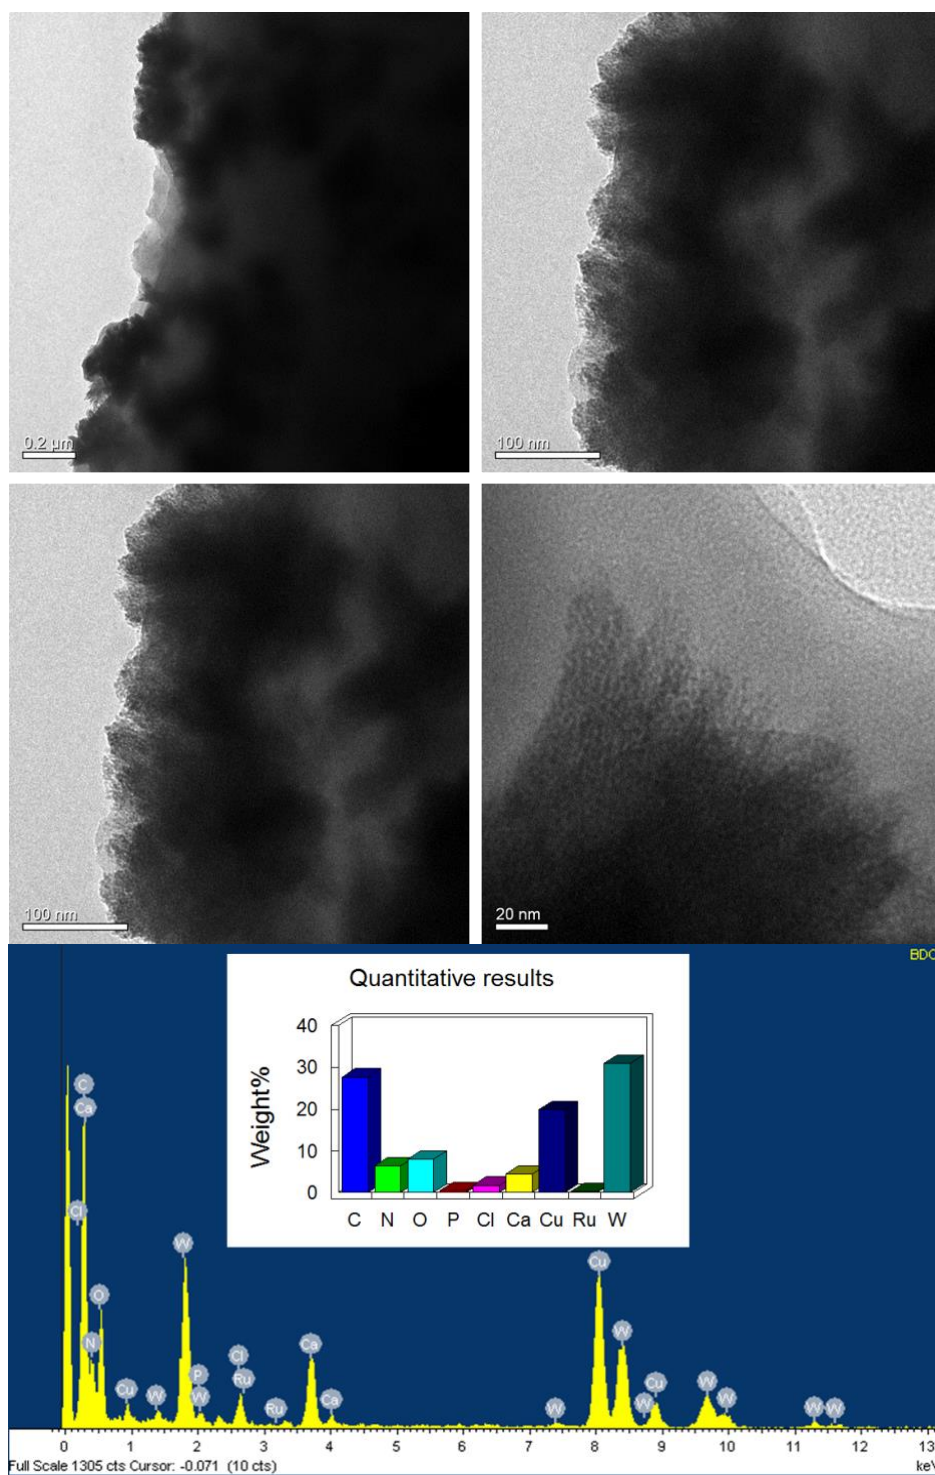 0.2 µm
100 nm
100 nm
20 nm
BDC
Quantitative results
Weight%
40
30
20
10
0
C N O P Cl Ca Cu Ru W
C
Ca
Cl
N
O
Cu
W
W
P
W
Cl
Ru
Ru
Ca
Ca
W
Cu
W
W
Cu
W
W
W
W
0 1 2 3 4 5 6 7 8 9 10 11 12 13
Full Scale 1305 cts Cursor: -0.071 (10 cts)
keV